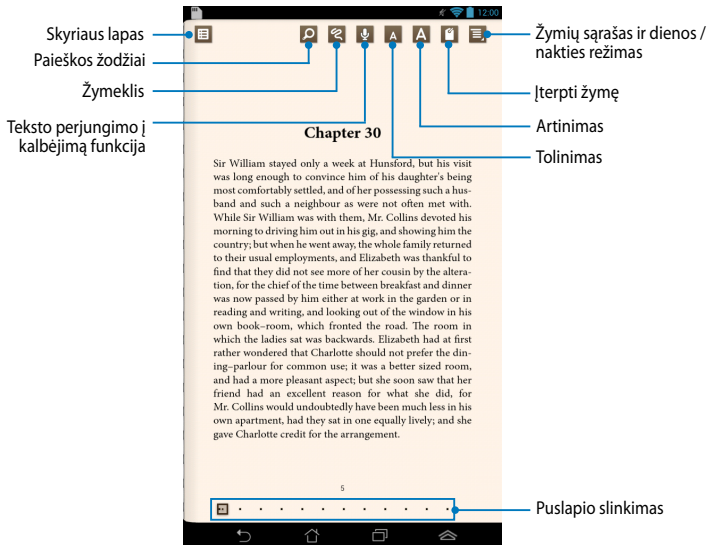 12:00
Skyriaus lapas
Paieškos žodžiai
Žymeklis
Teksto perjungimo į
kalbėjimą funkcija
Žymių sąrašas ir dienos /
nakties režimas
Įterpti žymę
Artinimas
Tolinimas
A
A
Chapter 30
Sir William stayed only a week at Hunsford, but his visit
was long enough to convince him of his daughter's being
most comfortably settled, and of her possessing such a hus-
band and such a neighbour as were not often met with.
While Sir William was with them, Mr. Collins devoted his
morning to driving him out in his gig, and showing him the
country; but when he went away, the whole family returned
to their usual employments, and Elizabeth was thankful to
find that they did not see more of her cousin by the altera-
tion, for the chief of the time between breakfast and dinner
was now passed by him either at work in the garden or in
reading and writing, and looking out of the window in his
own book–room, which fronted the road. The room in
which the ladies sat was backwards. Elizabeth had at first
rather wondered that Charlotte should not prefer the din-
ing–parlour for common use; it was a better sized room,
and had a more pleasant aspect; but she soon saw that her
friend had an excellent reason for what she did, for
Mr. Collins would undoubtedly have been much less in his
own apartment, had they sat in one equally lively; and she
gave Charlotte credit for the arrangement.
5
Puslapio slinkimas